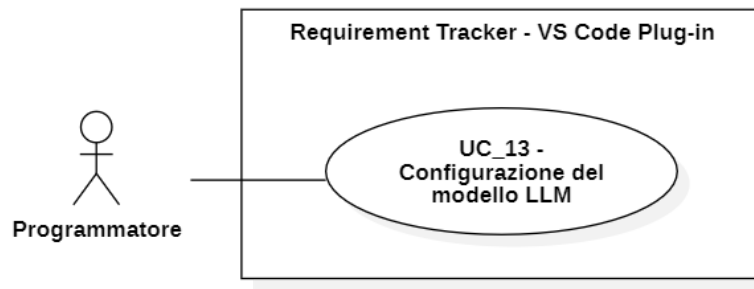 Requirement Tracker - VS Code Plug-in
UC_13 -
Configurazione del
modello LLM
Programmatore